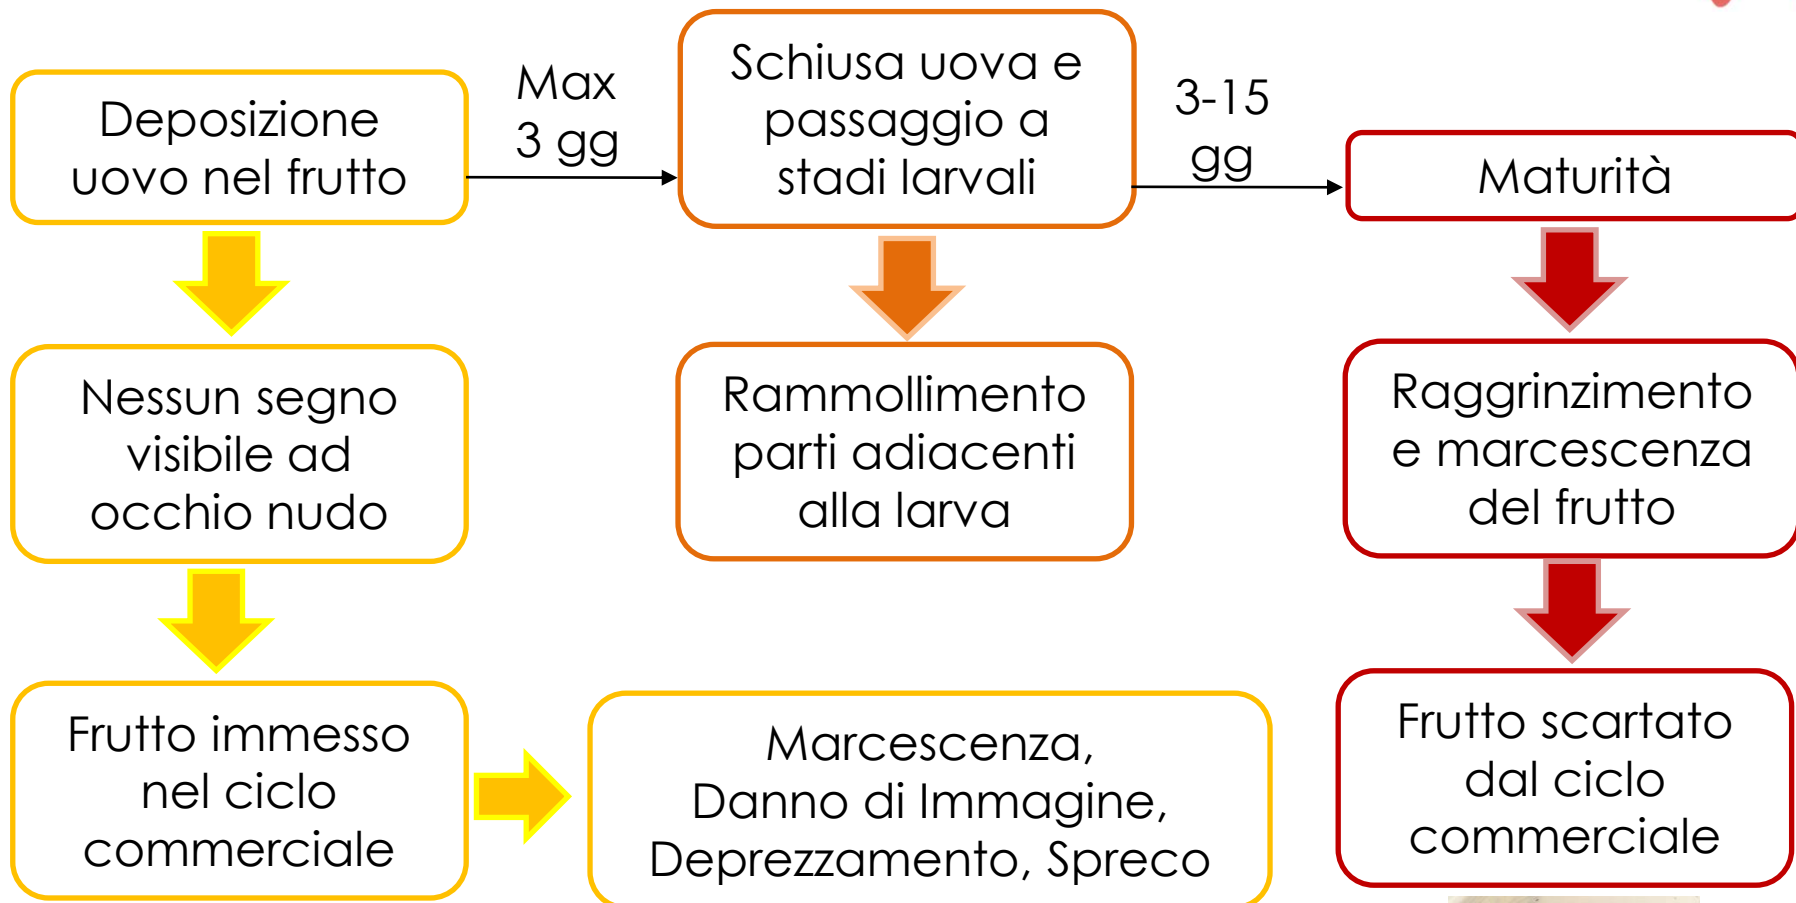 Deposizione
uovo nel frutto
Max
3 gg
Schiusa uova e
passaggio a
stadi larvali
3-15
gg
Maturità
Nessun segno
visibile ad
occhio nudo
Rammollimento
parti adiacenti
alla larva
Raggrinzimento
e marcescenza
del frutto
Frutto immesso
nel ciclo
commerciale
Marcescenza,
Danno di Immagine,
Deprezzamento, Spreco
Frutto scartato
dal ciclo
commerciale